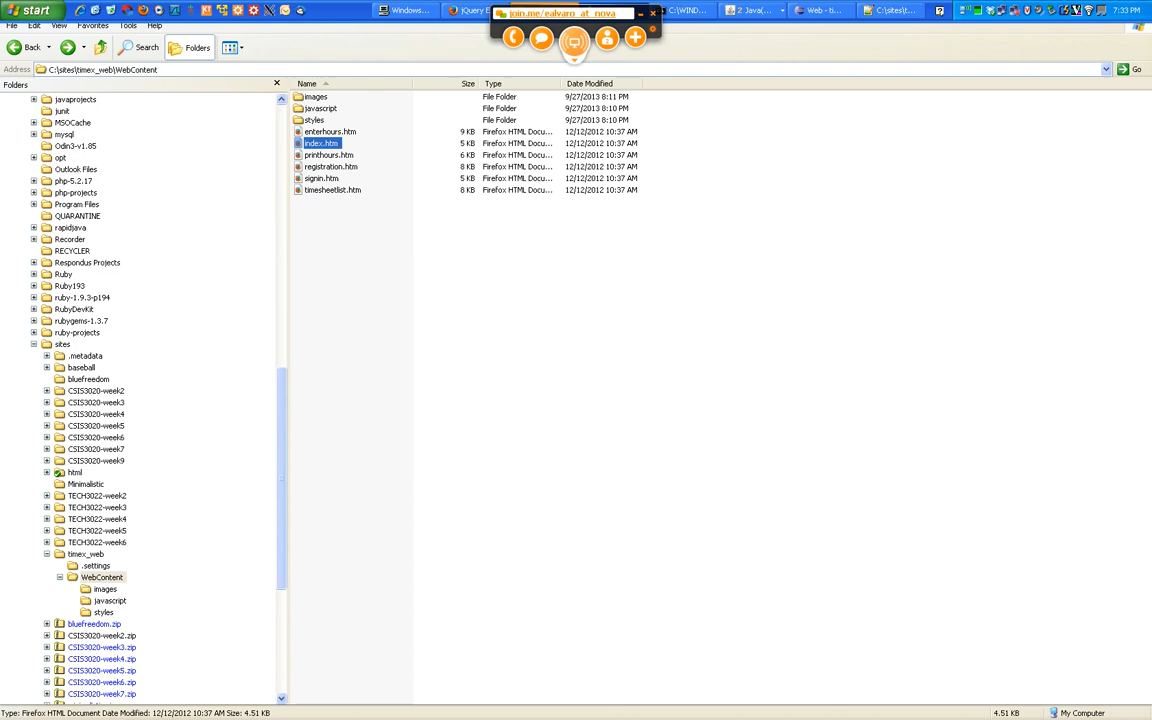 start
Windows...
jQuery E
join.me/ealvaro_at_nova
C:\WIND...
2 Java(...
Web - ti...
C:\sites\t...
7:33 PM
File Edit View Favorites Tools Help
Back Search Folders
Address C:\sites\timex_web\WebContent Go
Folders
javaprojects
junit
MSOCache
mysql
Odin3-v1.85
opt
Outlook Files
php-5.2.17
php-projects
Program Files
QUARANTINE
rapidjava
Recorder
RECYCLER
Respondus Projects
Ruby
Ruby193
ruby-1.9.3-p194
RubyDevKit
rubygems-1.3.7
ruby-projects
sites
.metadata
baseball
bluefreedom
CSIS3020-week2
CSIS3020-week3
CSIS3020-week4
CSIS3020-week5
CSIS3020-week6
CSIS3020-week7
CSIS3020-week9
html
Minimalistic
TECH3022-week2
TECH3022-week3
TECH3022-week4
TECH3022-week5
TECH3022-week6
timex_web
.settings
WebContent
images
javascript
styles
bluefreedom.zip
CSIS3020-week2.zip
CSIS3020-week3.zip
CSIS3020-week4.zip
CSIS3020-week5.zip
CSIS3020-week6.zip
CSIS3020-week7.zip
Name Size Type Date Modified
images File Folder 9/27/2013 8:11 PM
javascript File Folder 9/27/2013 8:10 PM
styles File Folder 9/27/2013 8:10 PM
enterhours.htm 9 KB Firefox HTML Docu... 12/12/2012 10:37 AM
index.htm 5 KB Firefox HTML Docu... 12/12/2012 10:37 AM
printhours.htm 6 KB Firefox HTML Docu... 12/12/2012 10:37 AM
registration.htm 8 KB Firefox HTML Docu... 12/12/2012 10:37 AM
signin.htm 5 KB Firefox HTML Docu... 12/12/2012 10:37 AM
timesheetlist.htm 8 KB Firefox HTML Docu... 12/12/2012 10:37 AM
Type: Firefox HTML Document Date Modified: 12/12/2012 10:37 AM Size: 4.51 KB 4.51 KB My Computer